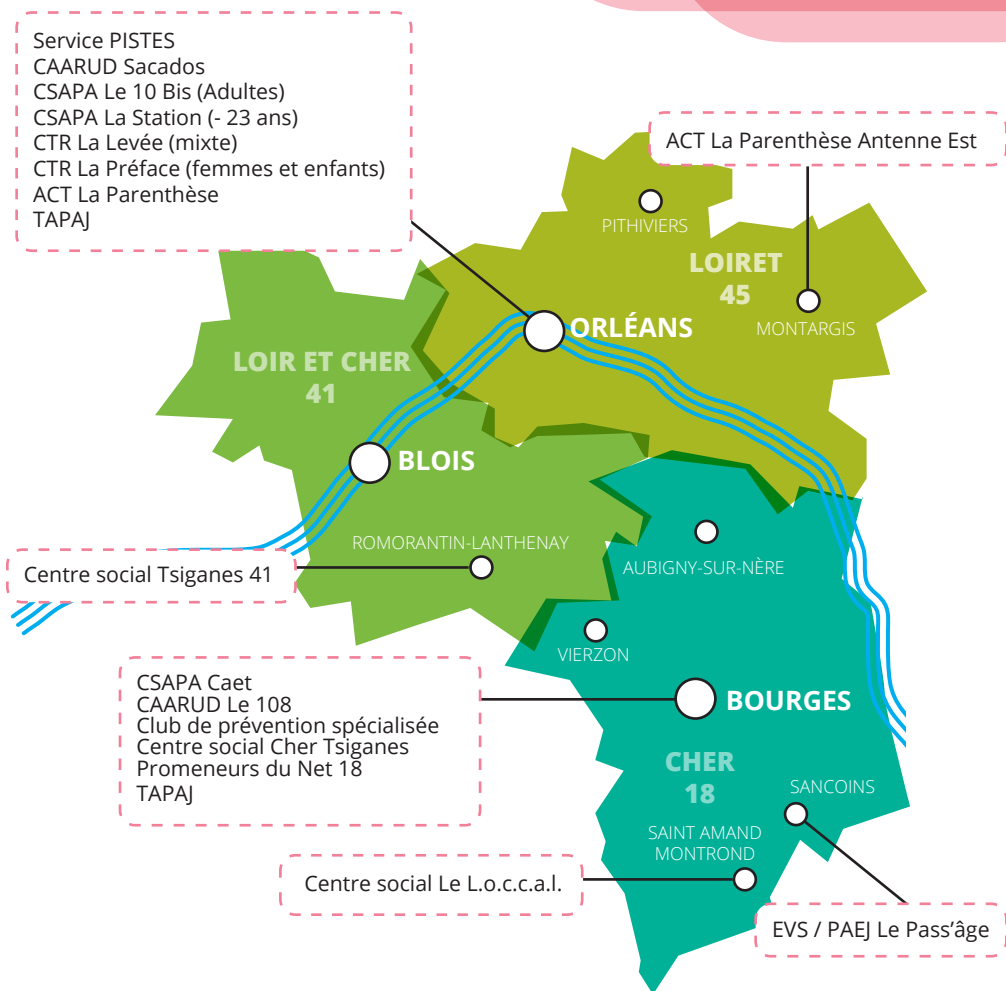 Service PISTES
CAARUD Sacados
CSAPA Le 10 Bis (Adultes)
CSAPA La Station (- 23 ans)
CTR La Levée (mixte)
CTR La Préface (femmes et enfants)
ACT La Parenthèse
TAPAJ
ACT La Parenthèse Antenne Est
PITHIVIERS
LOIRET
45
MONTARGIS
ORLÉANS
LOIR ET CHER
41
BLOIS
ROMORANTIN-LANTHENAY
Centre social Tsiganes 41
AUBIGNY-SUR-NÈRE
VIERZON
CSAPA Caet
CAARUD Le 108
Club de prévention spécialisée
Centre social Cher Tsiganes
Promeneurs du Net 18
TAPAJ
BOURGES
CHER
18
SANCOINS
SAINT AMAND
MONTROND
Centre social Le L.o.c.c.a.l.
EVS / PAEJ Le Pass’âge